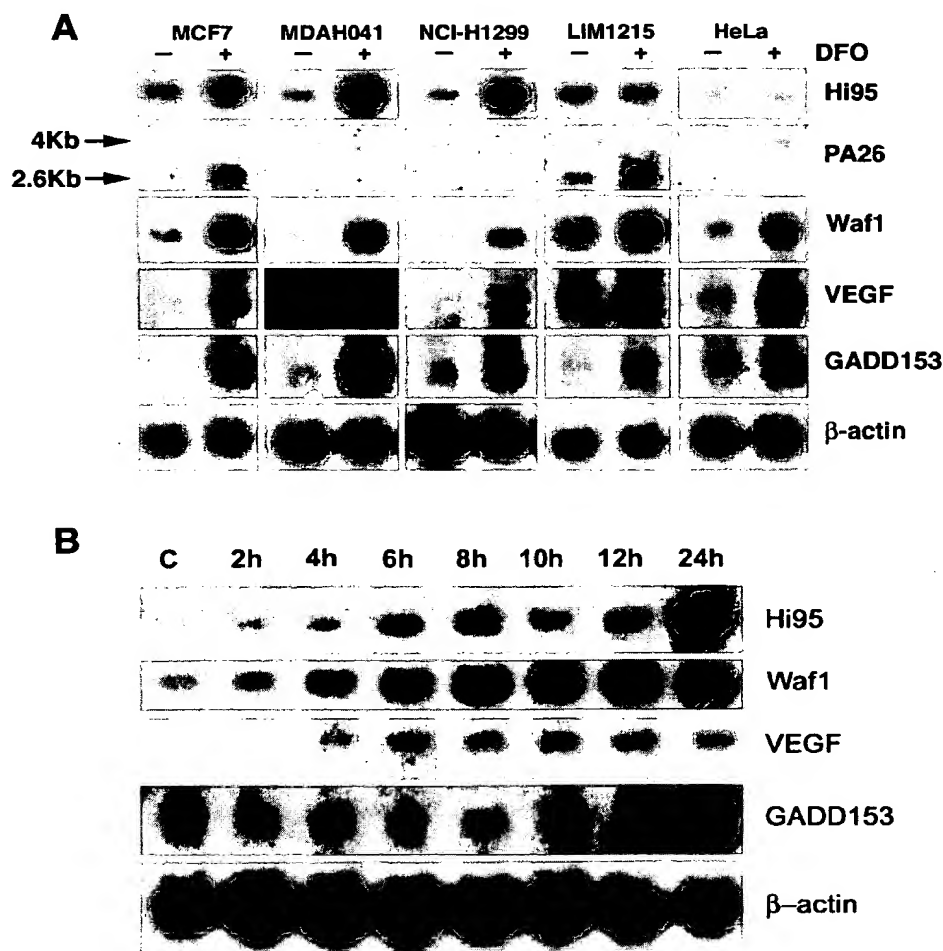 A
MCF7 MDAH041 NCI-H1299 LIM1215 HeLa
− + − + − + − + − + DFO
Hi95
4Kb
PA26
2.6Kb
Waf1
VEGF
GADD153
β-actin
B
C 2h 4h 6h 8h 10h 12h 24h
Hi95
Waf1
VEGF
GADD153
β–actin